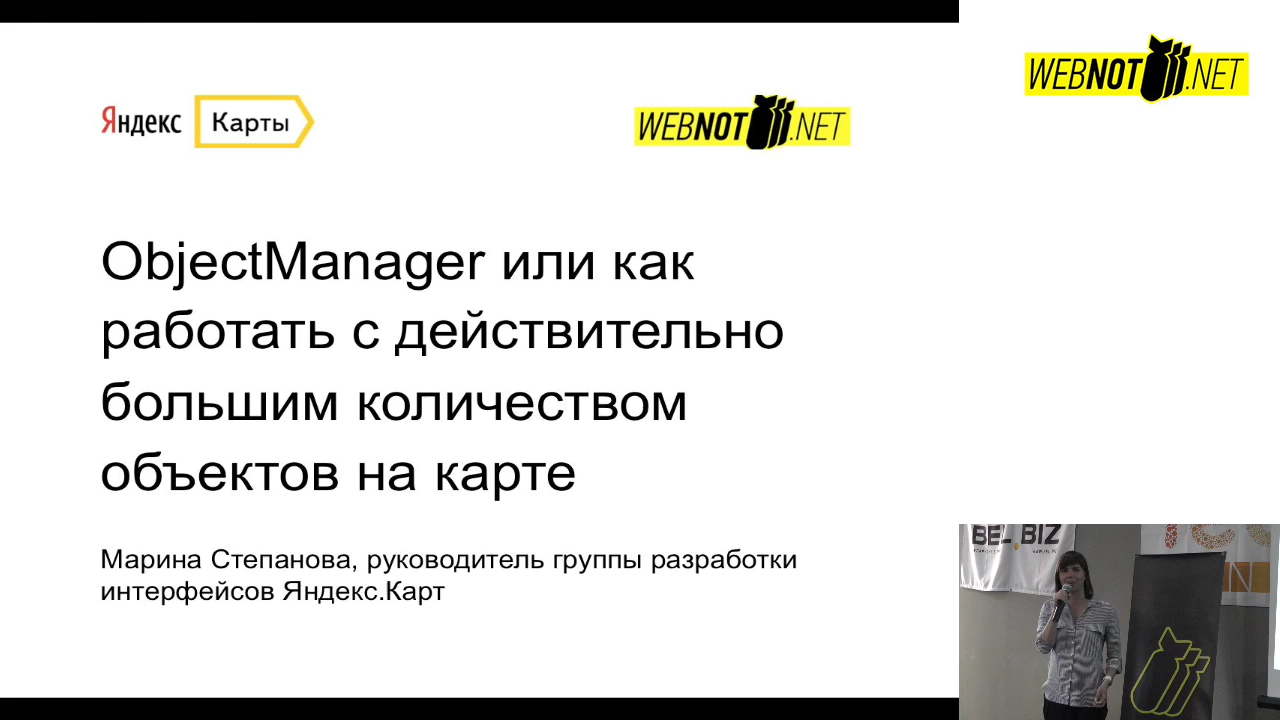 Яндекс Карты
WEBNOT.NET
WEBNOT.NET
ObjectManager или как
работать с действительно
большим количеством
объектов на карте
Марина Степанова, руководитель группы разработки
интерфейсов Яндекс.Карт
BEL.BIZ